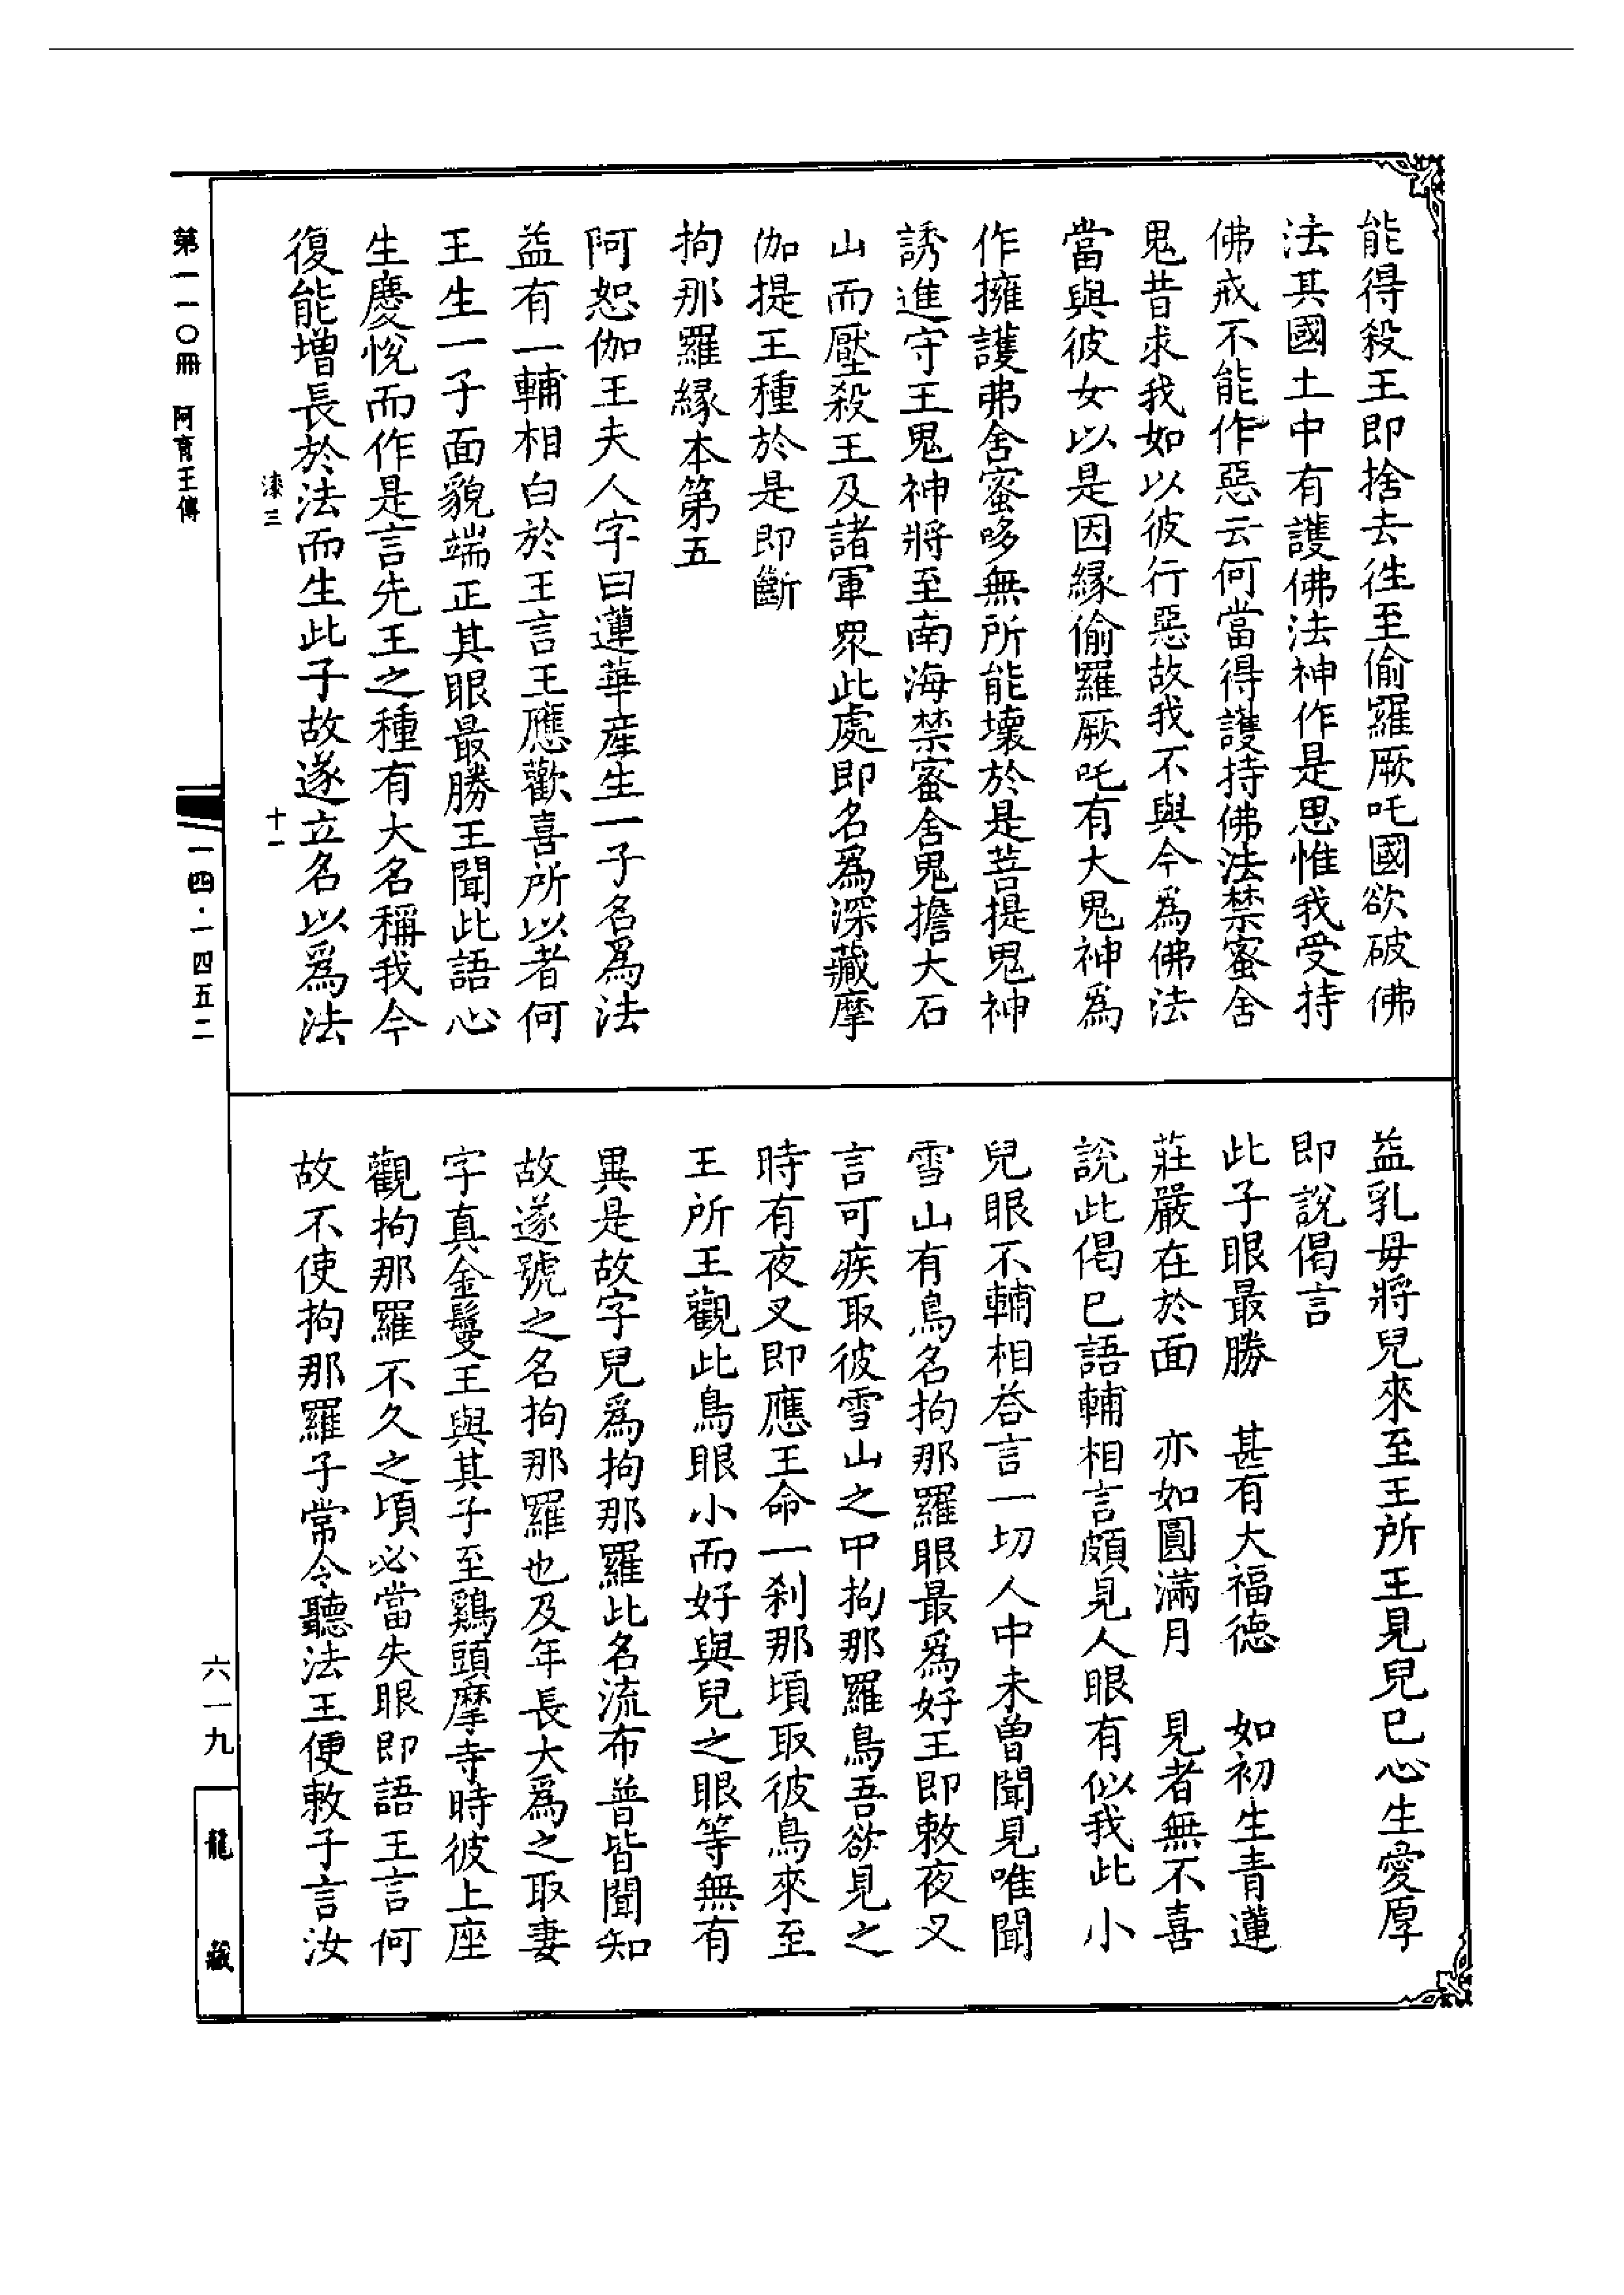 能得殺王即捨去徃至偷羅厥吒國欲破佛
法其國土中有護佛法神作是思惟我受持
佛戒不能作惡云何當得護持佛法禁蜜舍
鬼昔求我如以彼行惡故我不與今為佛法
當與彼女以是因緣偷羅厥吒有大鬼神爲
作擁護弗舍蜜哆無所能壞於是菩提鬼神
誘進守王鬼神將至南海禁蜜舍鬼擔大石
山而壓殺王及諸軍眾此處即名爲深藏摩
伽提王種於是即斷
拘那羅緣本第五
阿恕伽王夫人字曰蓮華産生一子名爲法
益有一輔相白於王言王應歡喜所以者何
王生一子面貌端正其眼最勝王聞此語心
生慶悅而作是言先王之種有大名稱我今
復能增長於法而生此子故遂立名以爲法
漆三
十一
益乳毋將兒來至王所王見兒已心生愛厚
即說偈言
此子眼最勝　甚有大福德　如初生青蓮
莊嚴在於面　亦如圓滿月　見者無不喜
說此偈已語輔相言頗見人眼有似我此小
兒眼不輔相荅言一切人中未曾聞見唯聞
雪山有鳥名拘那羅眼最爲好王即敕夜叉
言可疾取彼雪山之中拘那羅鳥吾欲見之
時有夜叉即應王命一刹那頃取彼鳥來至
王所王觀此鳥眼小而好與兒之眼等無有
異是故字兒爲拘那羅此名流布普皆聞知
故遂號之名拘那羅也及年長大爲之取妻
字真金鬘王與其子至鷄頭摩寺時彼上座
觀拘那羅不久之頃必當失眼即語王言何
故不使拘那羅子常令聽法王便敕子言汝
第一一〇冊　阿育王傳
一四·一四五二
六一九
龍藏